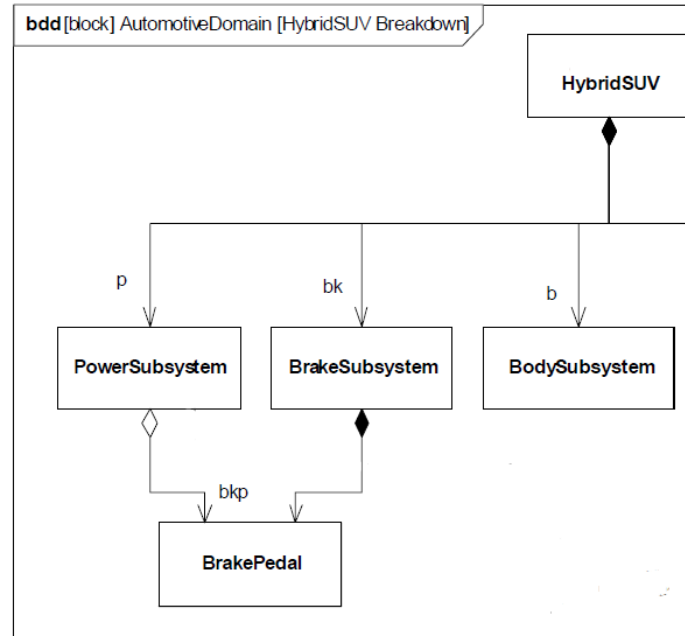 bdd [block] AutomotiveDomain [HybridSUV Breakdown]
HybridSUV
p
bk
b
PowerSubsystem
BrakeSubsystem
BodySubsystem
bkp
BrakePedal